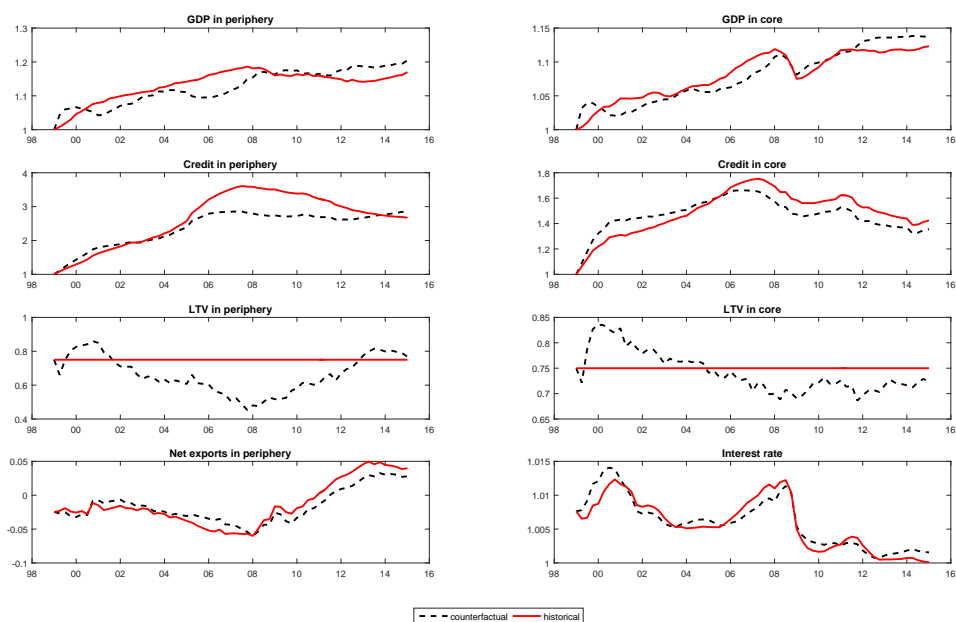 GDP in periphery
1.3
1.2
1.1
1
98 00 02 04 06 08 10 12 14 16
GDP in core
1.15
1.1
1.05
1
98 00 02 04 06 08 10 12 14 16
Credit in periphery
4
3
2
1
98 00 02 04 06 08 10 12 14 16
Credit in core
1.8
1.6
1.4
1.2
1
98 00 02 04 06 08 10 12 14 16
LTV in periphery
1
0.8
0.6
0.4
98 00 02 04 06 08 10 12 14 16
LTV in core
0.85
0.8
0.75
0.7
0.65
98 00 02 04 06 08 10 12 14 16
Net exports in periphery
0.05
0
-0.05
-0.1
98 00 02 04 06 08 10 12 14 16
Interest rate
1.015
1.01
1.005
1
98 00 02 04 06 08 10 12 14 16
counterfactual historical